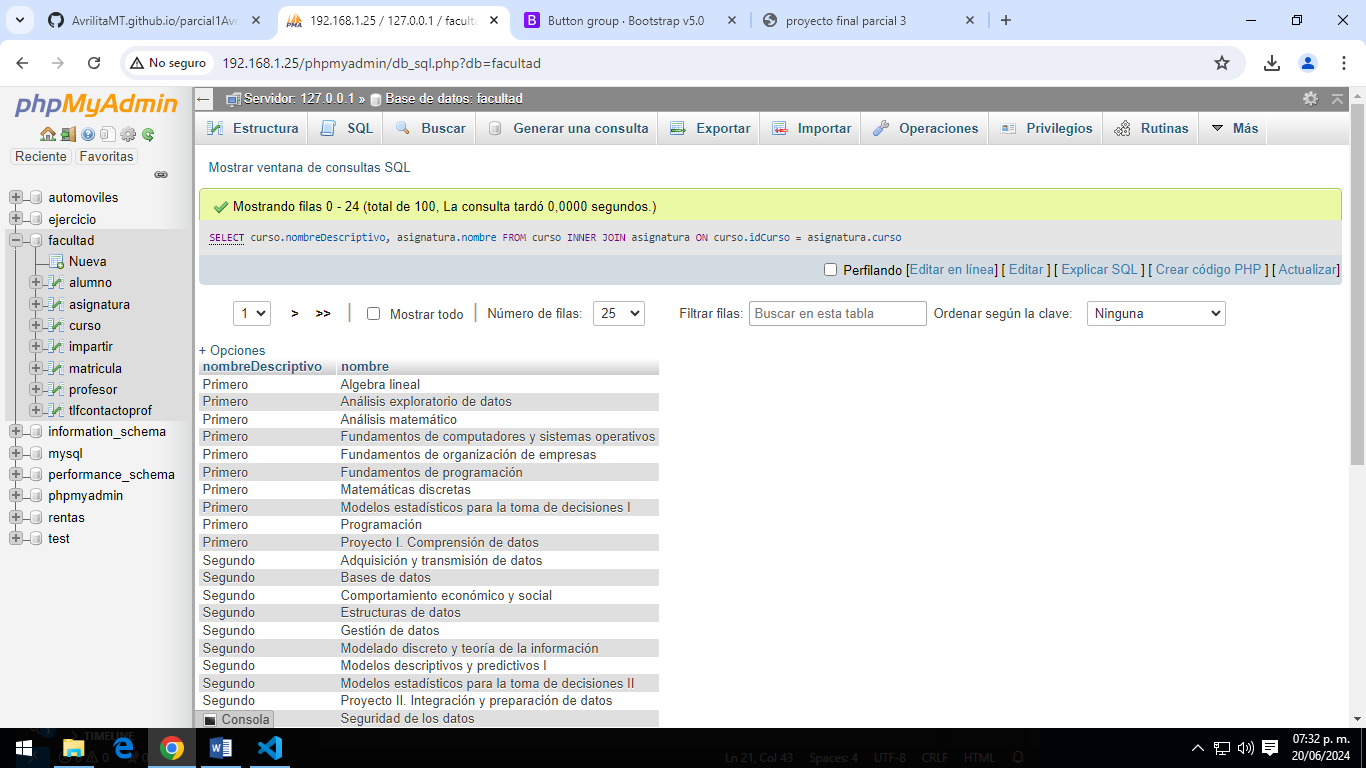 AvrilitaMT.github.io/parcial1Avr
192.168.1.25 / 127.0.0.1 / faculta
Button group · Bootstrap v5.0
proyecto final parcial 3
No seguro
192.168.1.25/phpmyadmin/db_sql.php?db=facultad
phpMyAdmin
Reciente Favoritas
automoviles
ejercicio
facultad
Nueva
alumno
asignatura
curso
impartir
matricula
profesor
tlfcontactoprof
information_schema
mysql
performance_schema
phpmyadmin
rentas
test
Servidor: 127.0.0.1 » Base de datos: facultad
Estructura SQL Buscar Generar una consulta Exportar Importar Operaciones Privilegios Rutinas Más
Mostrar ventana de consultas SQL
Mostrando filas 0 - 24 (total de 100, La consulta tardó 0,0000 segundos.)
SELECT curso.nombreDescriptivo, asignatura.nombre FROM curso INNER JOIN asignatura ON curso.idCurso = asignatura.curso
Perfilando [Editar en línea] [ Editar ] [ Explicar SQL ] [ Crear código PHP ] [ Actualizar]
1 > >> | Mostrar todo | Número de filas: 25 Filtrar filas: Buscar en esta tabla Ordenar según la clave: Ninguna
+ Opciones
nombreDescriptivo nombre
Primero Algebra lineal
Primero Análisis exploratorio de datos
Primero Análisis matemático
Primero Fundamentos de computadores y sistemas operativos
Primero Fundamentos de organización de empresas
Primero Fundamentos de programación
Primero Matemáticas discretas
Primero Modelos estadísticos para la toma de decisiones I
Primero Programación
Primero Proyecto I. Comprensión de datos
Segundo Adquisición y transmisión de datos
Segundo Bases de datos
Segundo Comportamiento económico y social
Segundo Estructuras de datos
Segundo Gestión de datos
Segundo Modelado discreto y teoría de la información
Segundo Modelos descriptivos y predictivos I
Segundo Modelos estadísticos para la toma de decisiones II
Segundo Proyecto II. Integración y preparación de datos
Seguridad de los datos
Consola
TIMELINE
Ln 21, Col 43 Spaces: 4 UTF-8 CRLF HTML
07:32 p. m.
20/06/2024